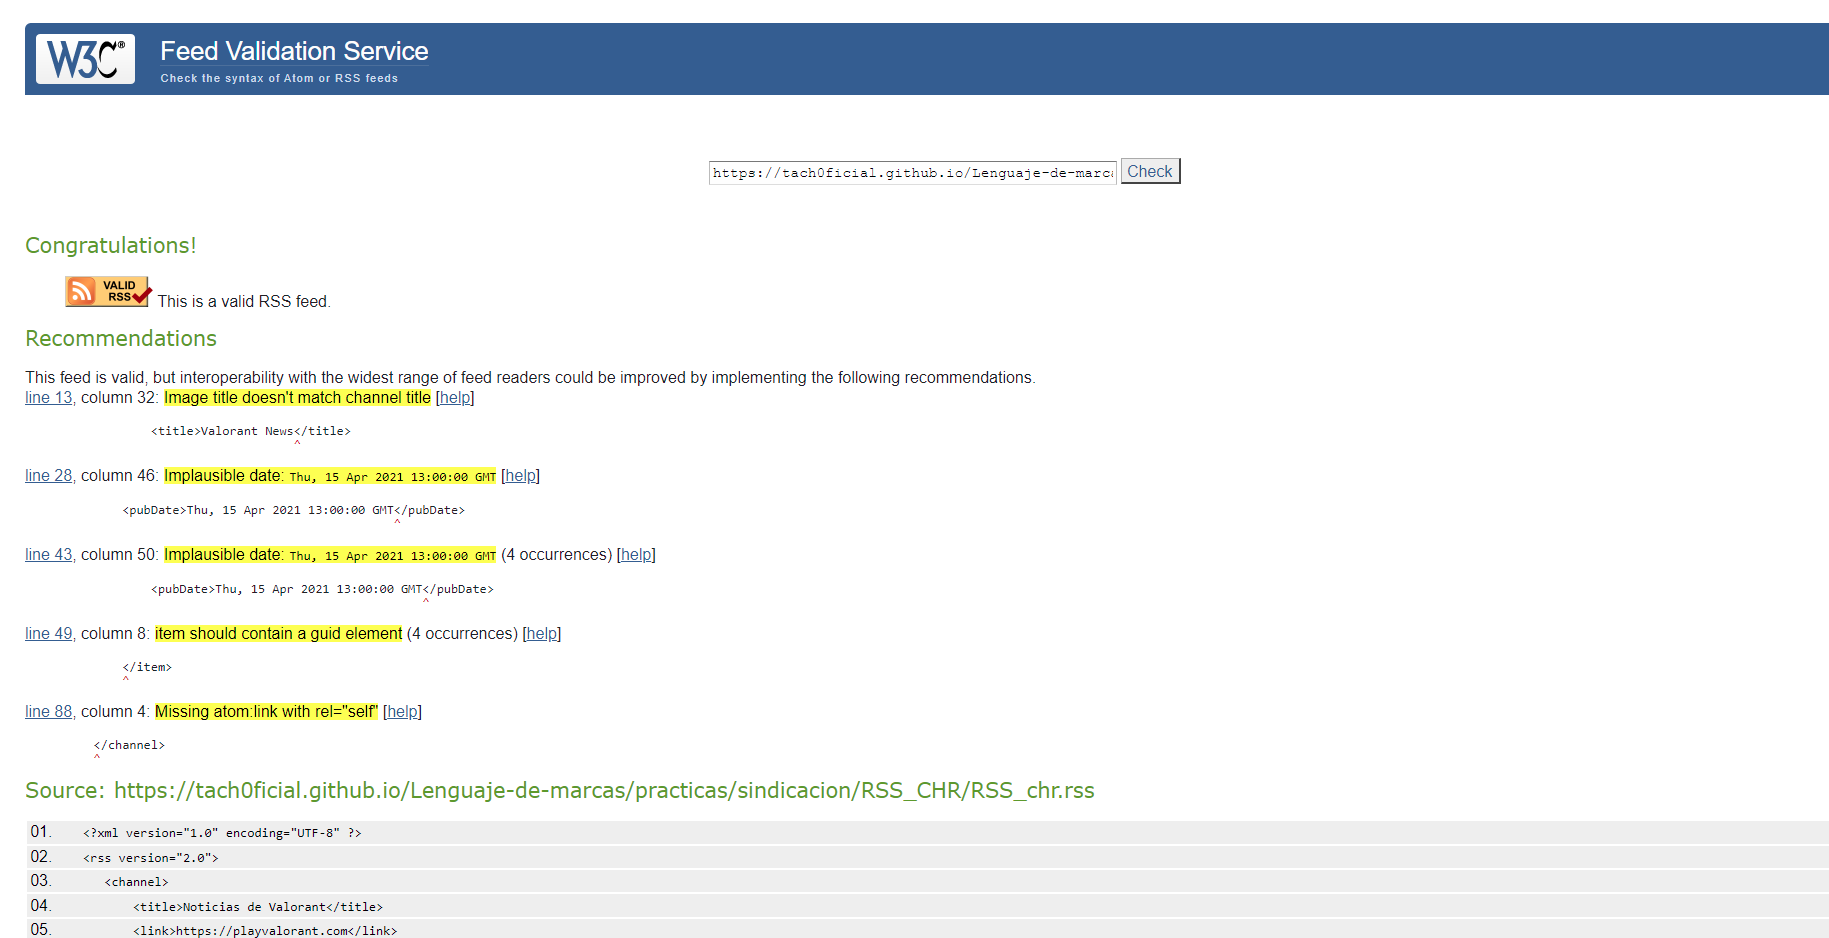 W3C®
Feed Validation Service
Check the syntax of Atom or RSS feeds
https://tach0ficial.github.io/Lenguaje-de-marca
Check
Congratulations!
VALID
RSS
This is a valid RSS feed.
Recommendations
This feed is valid, but interoperability with the widest range of feed readers could be improved by implementing the following recommendations.
line 13, column 32: Image title doesn't match channel title [help]
<title>Valorant News</title>
^
line 28, column 46: Implausible date: Thu, 15 Apr 2021 13:00:00 GMT [help]
<pubDate>Thu, 15 Apr 2021 13:00:00 GMT</pubDate>
^
line 43, column 50: Implausible date: Thu, 15 Apr 2021 13:00:00 GMT (4 occurrences) [help]
<pubDate>Thu, 15 Apr 2021 13:00:00 GMT</pubDate>
^
line 49, column 8: item should contain a guid element (4 occurrences) [help]
</item>
^
line 88, column 4: Missing atom:link with rel="self" [help]
</channel>
^
Source: https://tach0ficial.github.io/Lenguaje-de-marcas/practicas/sindicacion/RSS_CHR/RSS_chr.rss
01. <?xml version="1.0" encoding="UTF-8" ?>
02. <rss version="2.0">
03. <channel>
04. <title>Noticias de Valorant</title>
05. <link>https://playvalorant.com</link>